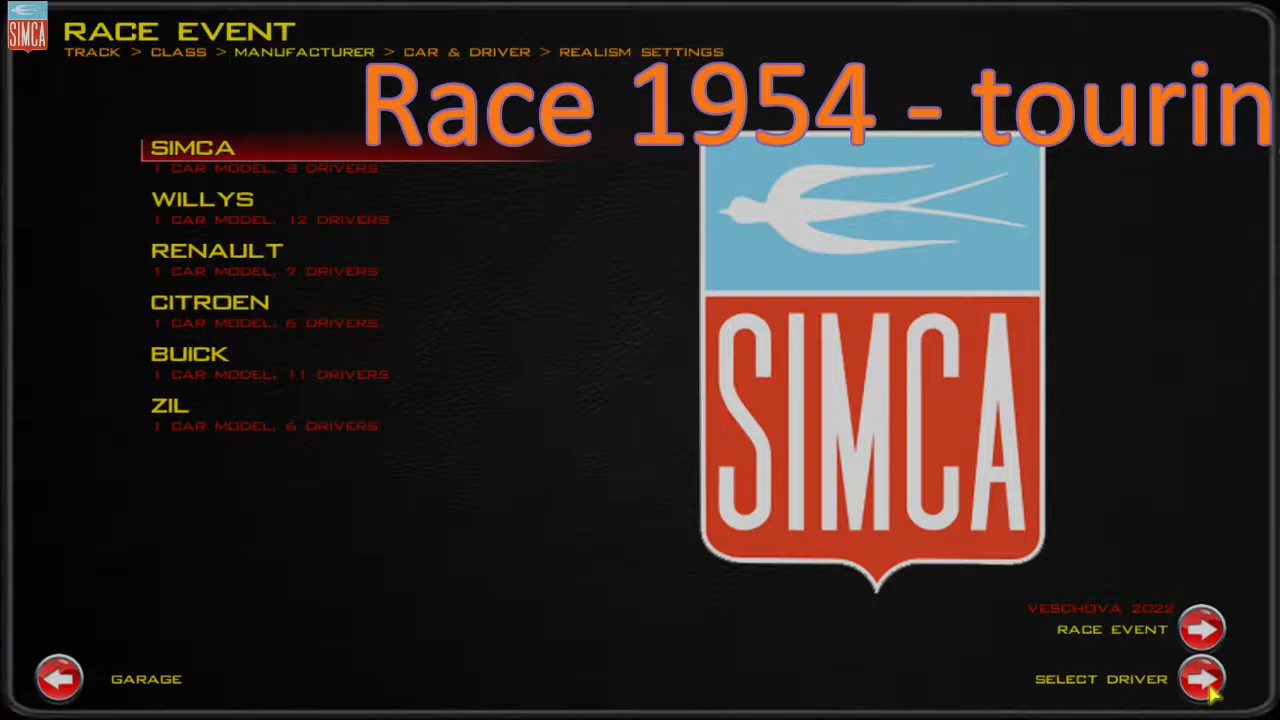 SIMCA
RACE EVENT
TRACK > CLASS > MANUFACTURER > CAR & DRIVER > REALISM SETTINGS
Race 1954 - tourin
SIMCA
1 CAR MODEL, 8 DRIVERS
WILLYS
1 CAR MODEL, 12 DRIVERS
RENAULT
1 CAR MODEL, 7 DRIVERS
CITROEN
1 CAR MODEL, 6 DRIVERS
BUICK
1 CAR MODEL, 11 DRIVERS
ZIL
1 CAR MODEL, 6 DRIVERS
SIMCA
YESCHOVA 2022
RACE EVENT
GARAGE
SELECT DRIVER